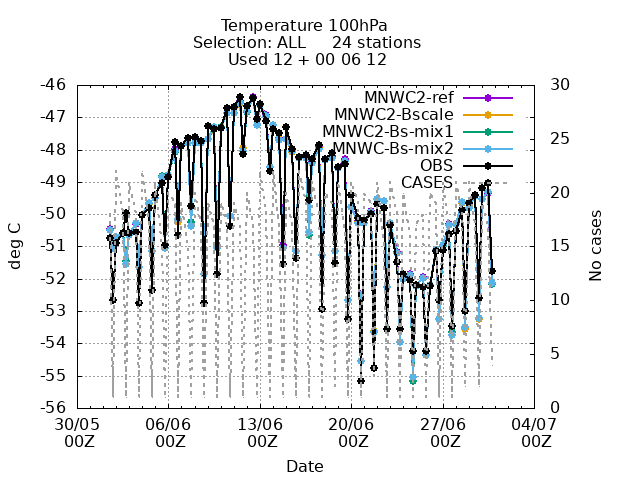 Temperature 100hPa
Selection: ALL 24 stations
Used 12 + 00 06 12
-46
-47
-48
-49
-50
-51
-52
-53
-54
-55
-56
deg C
30
25
20
15
10
5
0
No cases
MNWC2-ref
MNWC2-Bscale
MNWC2-Bs-mix1
MNWC-Bs-mix2
OBS
CASES
30/05 06/06 13/06 20/06 27/06 04/07
00Z 00Z 00Z 00Z 00Z 00Z
Date